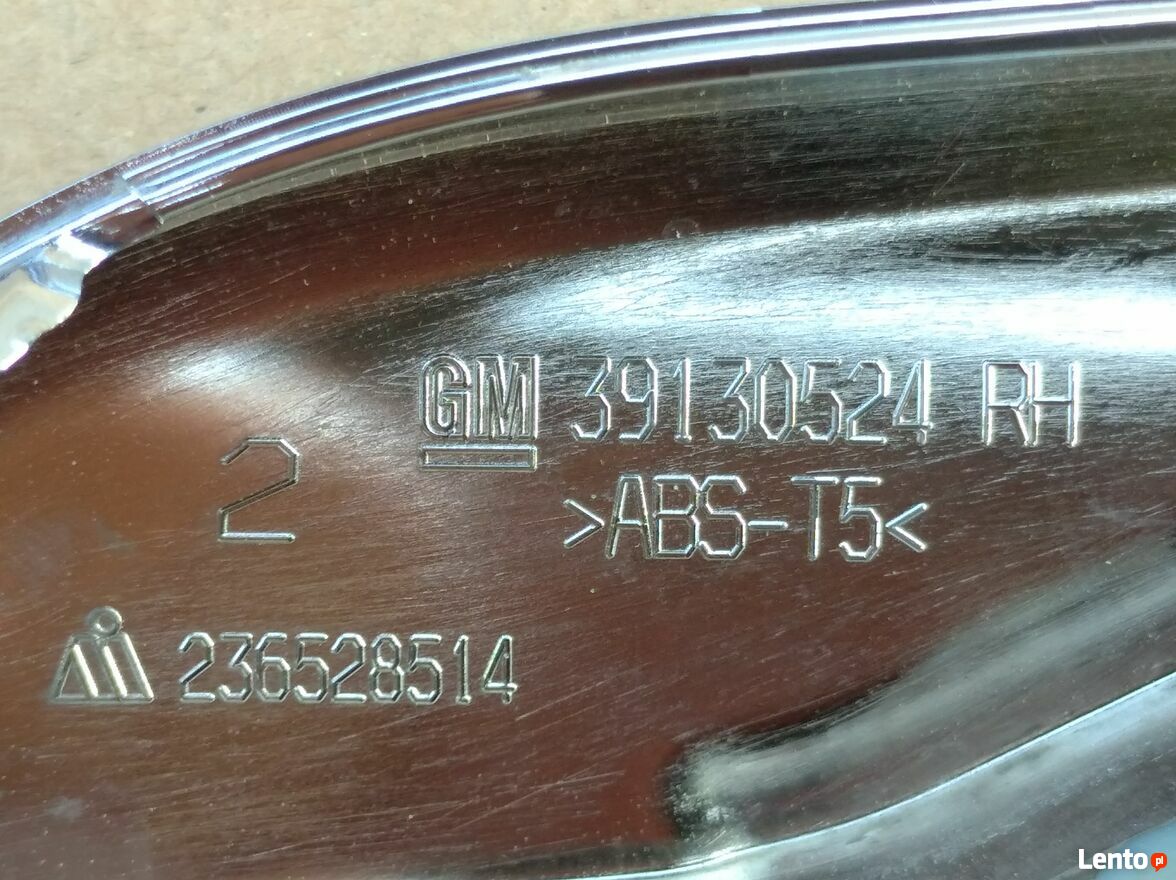 GM 39130524 RH
2
>ABS-T5<
236528514
Lento.pl